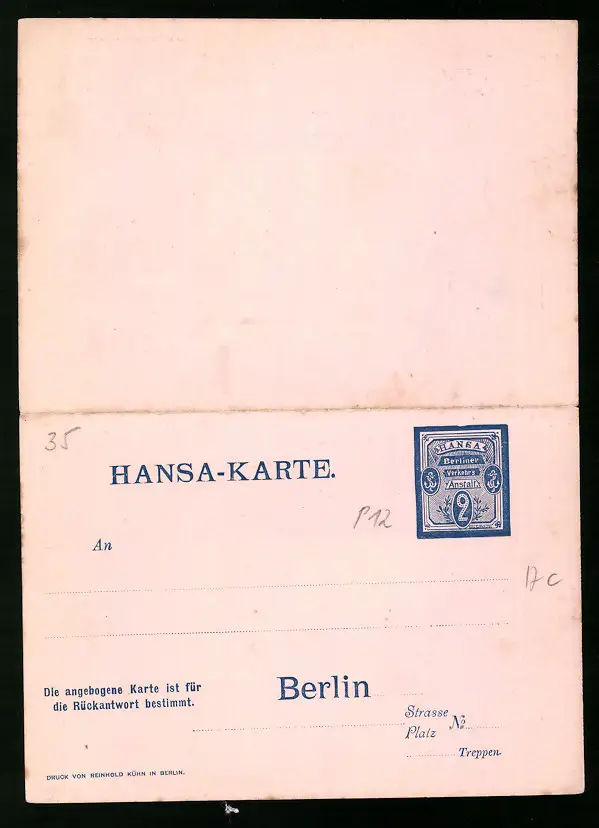 35
HANSA-KARTE.
HANSA
Berliner
Verkehrs
Anstalt
2
P12
An
17c
Die angebogene Karte ist für
die Rückantwort bestimmt.
Berlin
Strasse
Platz
No
Treppen.
DRUCK VON REINHOLD KÜHN IN BERLIN.